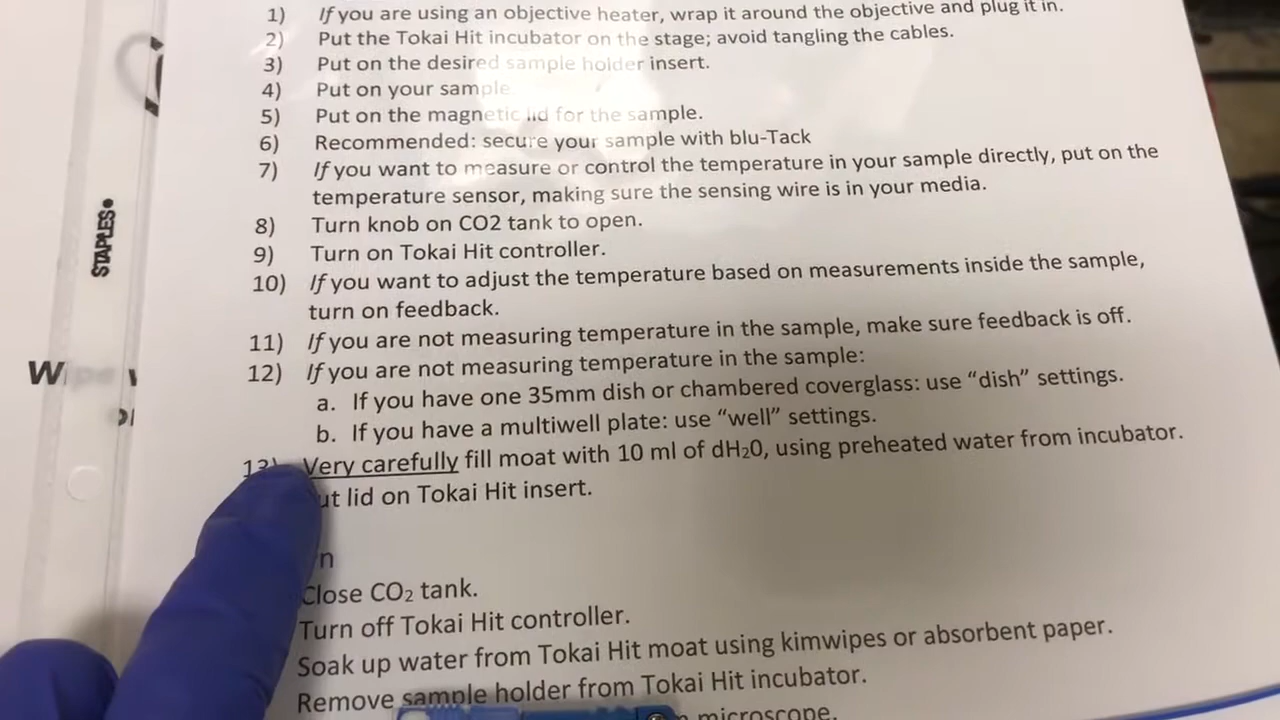 1) If you are using an objective heater, wrap it around the objective and plug it in.
2) Put the Tokai Hit incubator on the stage; avoid tangling the cables.
3) Put on the desired sample holder insert.
4) Put on your sample
5) Put on the magnetic lid for the sample.
6) Recommended: secure your sample with blu-Tack
7) If you want to measure or control the temperature in your sample directly, put on the
temperature sensor, making sure the sensing wire is in your media.
8) Turn knob on CO2 tank to open.
9) Turn on Tokai Hit controller.
10) If you want to adjust the temperature based on measurements inside the sample,
turn on feedback.
11) If you are not measuring temperature in the sample, make sure feedback is off.
12) If you are not measuring temperature in the sample:
a. If you have one 35mm dish or chambered coverglass: use “dish” settings.
b. If you have a multiwell plate: use “well” settings.
13) Very carefully fill moat with 10 ml of dH₂0, using preheated water from incubator.
ut lid on Tokai Hit insert.
n
Close CO₂ tank.
Turn off Tokai Hit controller.
Soak up water from Tokai Hit moat using kimwipes or absorbent paper.
Remove sample holder from Tokai Hit incubator.
microscope.
STAPLES
Wipe